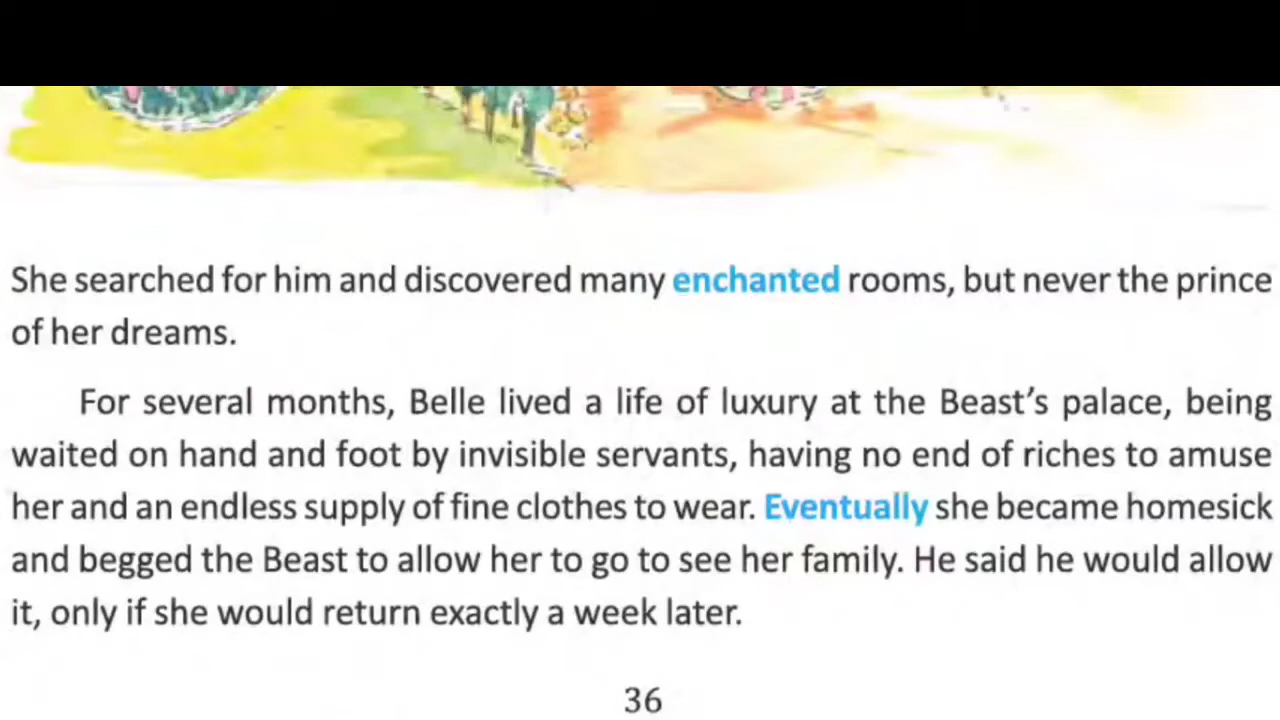 She searched for him and discovered many enchanted rooms, but never the prince
of her dreams.
For several months, Belle lived a life of luxury at the Beast’s palace, being
waited on hand and foot by invisible servants, having no end of riches to amuse
her and an endless supply of fine clothes to wear. Eventually she became homesick
and begged the Beast to allow her to go to see her family. He said he would allow
it, only if she would return exactly a week later.
36